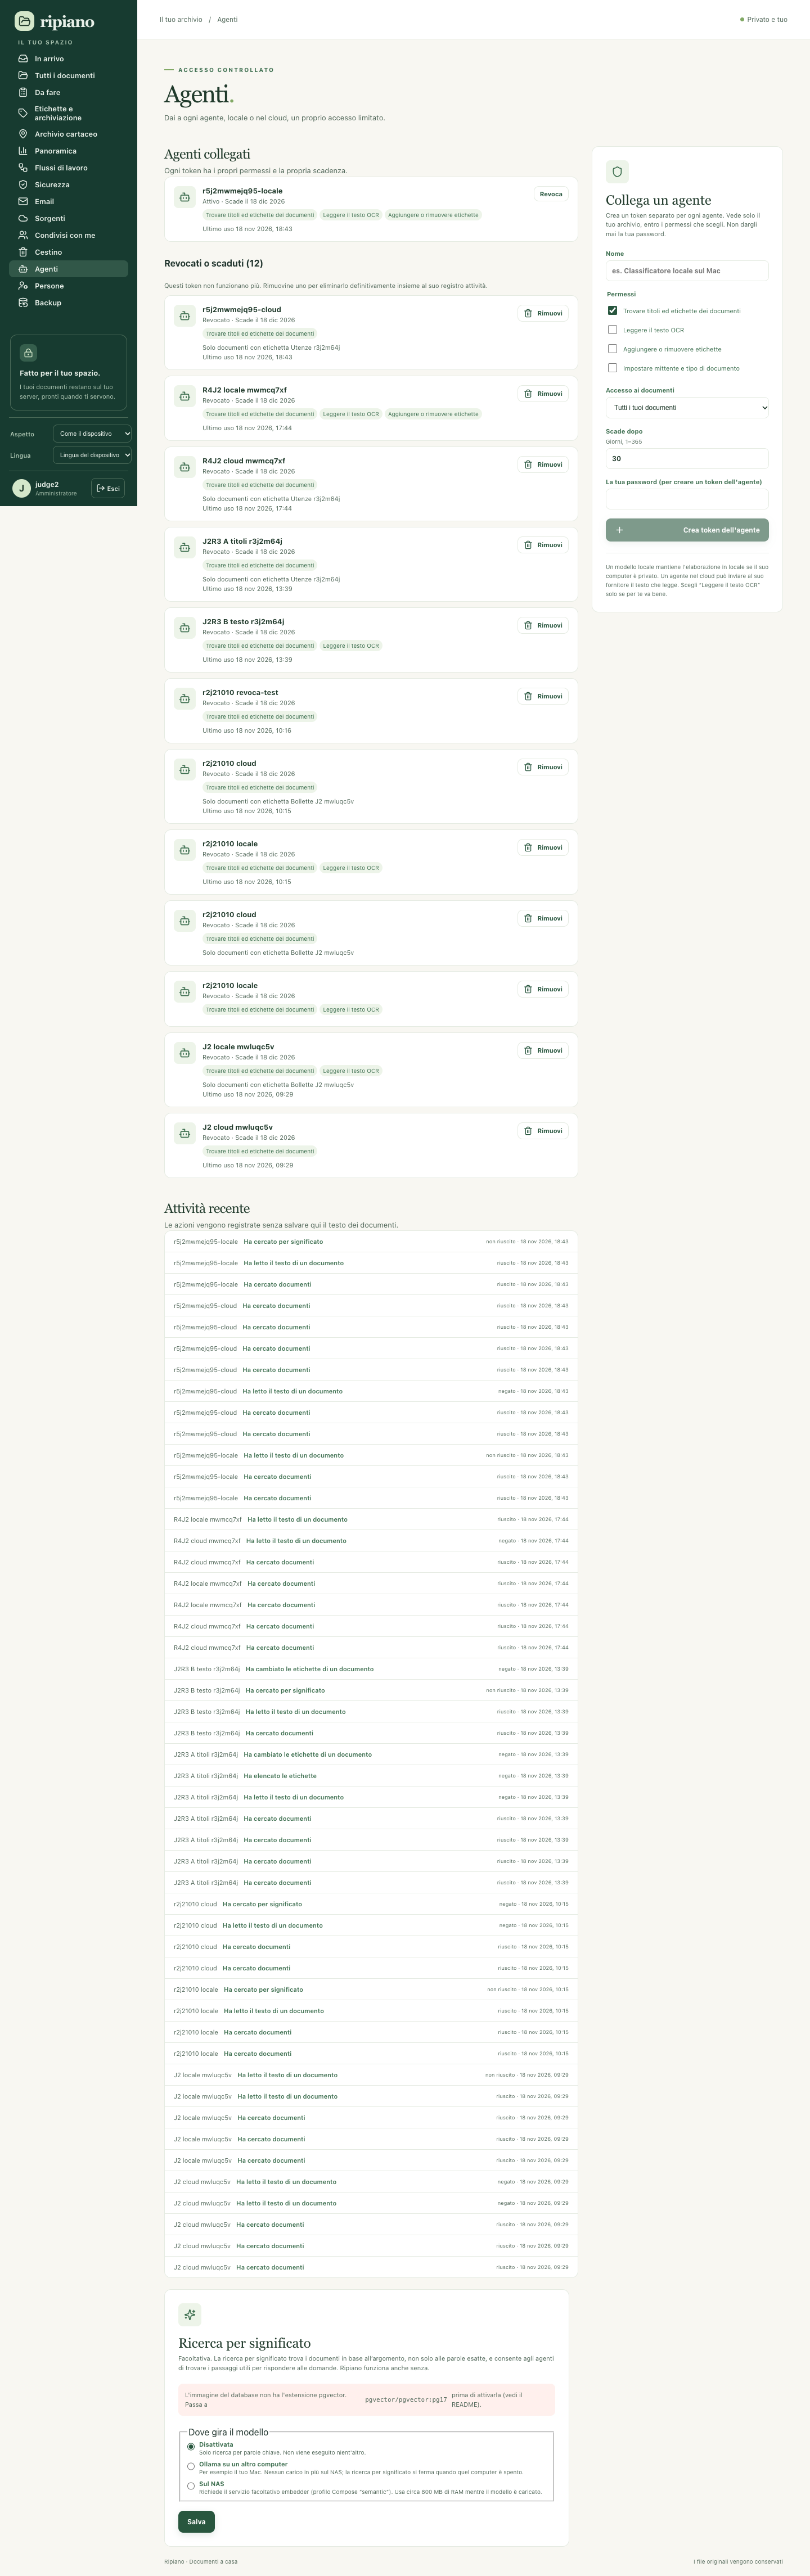 ripiano
IL TUO SPAZIO
In arrivo
Tutti i documenti
Da fare
Etichette e
archiviazione
Archivio cartaceo
Panoramica
Flussi di lavoro
Sicurezza
Email
Sorgenti
Condivisi con me
Cestino
Agenti
Persone
Backup
Fatto per il tuo spazio.
I tuoi documenti restano sul tuo
server, pronti quando ti servono.
Aspetto Come il dispositivo
Lingua Lingua del dispositivo
J judge2
Amministratore
Esci
Il tuo archivio / Agenti
Privato e tuo
ACCESSO CONTROLLATO
Agenti.
Dai a ogni agente, locale o nel cloud, un proprio accesso limitato.
Agenti collegati
Ogni token ha i propri permessi e la propria scadenza.
r5j2mwmejq95-locale
Revoca
Attivo · Scade il 18 dic 2026
Trovare titoli ed etichette dei documenti Leggere il testo OCR Aggiungere o rimuovere etichette
Ultimo uso 18 nov 2026, 18:43
Revocati o scaduti (12)
Questi token non funzionano più. Rimuovine uno per eliminarlo definitivamente insieme al suo registro attività.
r5j2mwmejq95-cloud
Rimuovi
Revocato · Scade il 18 dic 2026
Trovare titoli ed etichette dei documenti
Solo documenti con etichetta Utenze r3j2m64j
Ultimo uso 18 nov 2026, 18:43
R4J2 locale mwmcq7xf
Rimuovi
Revocato · Scade il 18 dic 2026
Trovare titoli ed etichette dei documenti Leggere il testo OCR Aggiungere o rimuovere etichette
Ultimo uso 18 nov 2026, 17:44
R4J2 cloud mwmcq7xf
Rimuovi
Revocato · Scade il 18 dic 2026
Trovare titoli ed etichette dei documenti
Solo documenti con etichetta Utenze r3j2m64j
Ultimo uso 18 nov 2026, 17:44
J2R3 A titoli r3j2m64j
Rimuovi
Revocato · Scade il 18 dic 2026
Trovare titoli ed etichette dei documenti
Solo documenti con etichetta Utenze r3j2m64j
Ultimo uso 18 nov 2026, 13:39
J2R3 B testo r3j2m64j
Rimuovi
Revocato · Scade il 18 dic 2026
Trovare titoli ed etichette dei documenti Leggere il testo OCR
Ultimo uso 18 nov 2026, 13:39
r2j21010 revoca-test
Rimuovi
Revocato · Scade il 18 dic 2026
Trovare titoli ed etichette dei documenti
Ultimo uso 18 nov 2026, 10:16
r2j21010 cloud
Rimuovi
Revocato · Scade il 18 dic 2026
Trovare titoli ed etichette dei documenti
Solo documenti con etichetta Bollette J2 mwluqc5v
Ultimo uso 18 nov 2026, 10:15
r2j21010 locale
Rimuovi
Revocato · Scade il 18 dic 2026
Trovare titoli ed etichette dei documenti Leggere il testo OCR
Ultimo uso 18 nov 2026, 10:15
r2j21010 cloud
Rimuovi
Revocato · Scade il 18 dic 2026
Trovare titoli ed etichette dei documenti
Solo documenti con etichetta Bollette J2 mwluqc5v
r2j21010 locale
Rimuovi
Revocato · Scade il 18 dic 2026
Trovare titoli ed etichette dei documenti Leggere il testo OCR
J2 locale mwluqc5v
Rimuovi
Revocato · Scade il 18 dic 2026
Trovare titoli ed etichette dei documenti Leggere il testo OCR
Solo documenti con etichetta Bollette J2 mwluqc5v
Ultimo uso 18 nov 2026, 09:29
J2 cloud mwluqc5v
Rimuovi
Revocato · Scade il 18 dic 2026
Trovare titoli ed etichette dei documenti
Ultimo uso 18 nov 2026, 09:29
Collega un agente
Crea un token separato per ogni agente. Vede solo il
tuo archivio, entro i permessi che scegli. Non dargli
mai la tua password.
Nome
es. Classificatore locale sul Mac
Permessi
Trovare titoli ed etichette dei documenti
Leggere il testo OCR
Aggiungere o rimuovere etichette
Impostare mittente e tipo di documento
Accesso ai documenti
Tutti i tuoi documenti
Scade dopo
Giorni, 1–365
30
La tua password (per creare un token dell'agente)
Crea token dell'agente
Un modello locale mantiene l'elaborazione in locale se il suo
computer è privato. Un agente nel cloud può inviare al suo
fornitore il testo che legge. Scegli "Leggere il testo OCR"
solo se per te va bene.
Attività recente
Le azioni vengono registrate senza salvare qui il testo dei documenti.
r5j2mwmejq95-locale Ha cercato per significato non riuscito · 18 nov 2026, 18:43
r5j2mwmejq95-locale Ha letto il testo di un documento riuscito · 18 nov 2026, 18:43
r5j2mwmejq95-locale Ha cercato documenti riuscito · 18 nov 2026, 18:43
r5j2mwmejq95-cloud Ha cercato documenti riuscito · 18 nov 2026, 18:43
r5j2mwmejq95-cloud Ha cercato documenti riuscito · 18 nov 2026, 18:43
r5j2mwmejq95-cloud Ha cercato documenti riuscito · 18 nov 2026, 18:43
r5j2mwmejq95-cloud Ha cercato documenti riuscito · 18 nov 2026, 18:43
r5j2mwmejq95-cloud Ha letto il testo di un documento negato · 18 nov 2026, 18:43
r5j2mwmejq95-cloud Ha cercato documenti riuscito · 18 nov 2026, 18:43
r5j2mwmejq95-cloud Ha cercato documenti riuscito · 18 nov 2026, 18:43
r5j2mwmejq95-locale Ha letto il testo di un documento non riuscito · 18 nov 2026, 18:43
r5j2mwmejq95-locale Ha cercato documenti riuscito · 18 nov 2026, 18:43
r5j2mwmejq95-locale Ha cercato documenti riuscito · 18 nov 2026, 18:43
R4J2 locale mwmcq7xf Ha letto il testo di un documento riuscito · 18 nov 2026, 17:44
R4J2 cloud mwmcq7xf Ha letto il testo di un documento negato · 18 nov 2026, 17:44
R4J2 cloud mwmcq7xf Ha cercato documenti riuscito · 18 nov 2026, 17:44
R4J2 locale mwmcq7xf Ha cercato documenti riuscito · 18 nov 2026, 17:44
R4J2 locale mwmcq7xf Ha cercato documenti riuscito · 18 nov 2026, 17:44
R4J2 cloud mwmcq7xf Ha cercato documenti riuscito · 18 nov 2026, 17:44
R4J2 cloud mwmcq7xf Ha cercato documenti riuscito · 18 nov 2026, 17:44
J2R3 B testo r3j2m64j Ha cambiato le etichette di un documento negato · 18 nov 2026, 13:39
J2R3 B testo r3j2m64j Ha cercato per significato non riuscito · 18 nov 2026, 13:39
J2R3 B testo r3j2m64j Ha letto il testo di un documento riuscito · 18 nov 2026, 13:39
J2R3 B testo r3j2m64j Ha cercato documenti riuscito · 18 nov 2026, 13:39
J2R3 A titoli r3j2m64j Ha cambiato le etichette di un documento negato · 18 nov 2026, 13:39
J2R3 A titoli r3j2m64j Ha elencato le etichette negato · 18 nov 2026, 13:39
J2R3 A titoli r3j2m64j Ha letto il testo di un documento negato · 18 nov 2026, 13:39
J2R3 A titoli r3j2m64j Ha cercato documenti riuscito · 18 nov 2026, 13:39
J2R3 A titoli r3j2m64j Ha cercato documenti riuscito · 18 nov 2026, 13:39
J2R3 A titoli r3j2m64j Ha cercato documenti riuscito · 18 nov 2026, 13:39
J2R3 A titoli r3j2m64j Ha cercato documenti riuscito · 18 nov 2026, 13:39
r2j21010 cloud Ha cercato per significato negato · 18 nov 2026, 10:15
r2j21010 cloud Ha letto il testo di un documento negato · 18 nov 2026, 10:15
r2j21010 cloud Ha cercato documenti riuscito · 18 nov 2026, 10:15
r2j21010 cloud Ha cercato documenti riuscito · 18 nov 2026, 10:15
r2j21010 locale Ha cercato per significato non riuscito · 18 nov 2026, 10:15
r2j21010 locale Ha letto il testo di un documento riuscito · 18 nov 2026, 10:15
r2j21010 locale Ha cercato documenti riuscito · 18 nov 2026, 10:15
r2j21010 locale Ha cercato documenti riuscito · 18 nov 2026, 10:15
J2 locale mwluqc5v Ha letto il testo di un documento non riuscito · 18 nov 2026, 09:29
J2 locale mwluqc5v Ha letto il testo di un documento riuscito · 18 nov 2026, 09:29
J2 locale mwluqc5v Ha cercato documenti riuscito · 18 nov 2026, 09:29
J2 locale mwluqc5v Ha cercato documenti riuscito · 18 nov 2026, 09:29
J2 locale mwluqc5v Ha cercato documenti riuscito · 18 nov 2026, 09:29
J2 cloud mwluqc5v Ha letto il testo di un documento negato · 18 nov 2026, 09:29
J2 cloud mwluqc5v Ha letto il testo di un documento negato · 18 nov 2026, 09:29
J2 cloud mwluqc5v Ha cercato documenti riuscito · 18 nov 2026, 09:29
J2 cloud mwluqc5v Ha cercato documenti riuscito · 18 nov 2026, 09:29
J2 cloud mwluqc5v Ha cercato documenti riuscito · 18 nov 2026, 09:29
Ricerca per significato
Facoltativa. La ricerca per significato trova i documenti in base all'argomento, non solo alle parole esatte, e consente agli agenti
di trovare i passaggi utili per rispondere alle domande. Ripiano funziona anche senza.
L'immagine del database non ha l'estensione pgvector.
Passa a
pgvector/pgvector:pg17
prima di attivarla (vedi il
README).
Dove gira il modello
Disattivata
Solo ricerca per parole chiave. Non viene eseguito nient'altro.
Ollama su un altro computer
Per esempio il tuo Mac. Nessun carico in più sul NAS; la ricerca per significato si ferma quando quel computer è spento.
Sul NAS
Richiede il servizio facoltativo embedder (profilo Compose "semantic"). Usa circa 800 MB di RAM mentre il modello è caricato.
Salva
Ripiano · Documenti a casa
I file originali vengono conservati